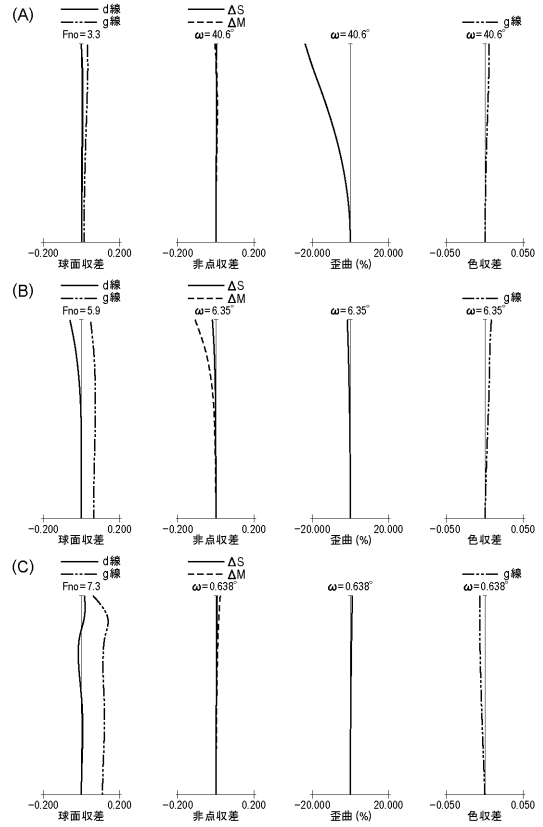 (A)
d線 ΔS g線
g線 ΔM
Fno=3.3 ω=40.6° ω=40.6° ω=40.6°
-0.200 0.200 -0.200 0.200 -20.000 20.000 -0.050 0.050
球面収差 非点収差 歪曲(%) 色収差
(B)
d線 ΔS g線
g線 ΔM
Fno=5.9 ω=6.35° ω=6.35° ω=6.35°
-0.200 0.200 -0.200 0.200 -20.000 20.000 -0.050 0.050
球面収差 非点収差 歪曲(%) 色収差
(C)
d線 ΔS g線
g線 ΔM
Fno=7.3 ω=0.638° ω=0.638° ω=0.638°
-0.200 0.200 -0.200 0.200 -20.000 20.000 -0.050 0.050
球面収差 非点収差 歪曲(%) 色収差